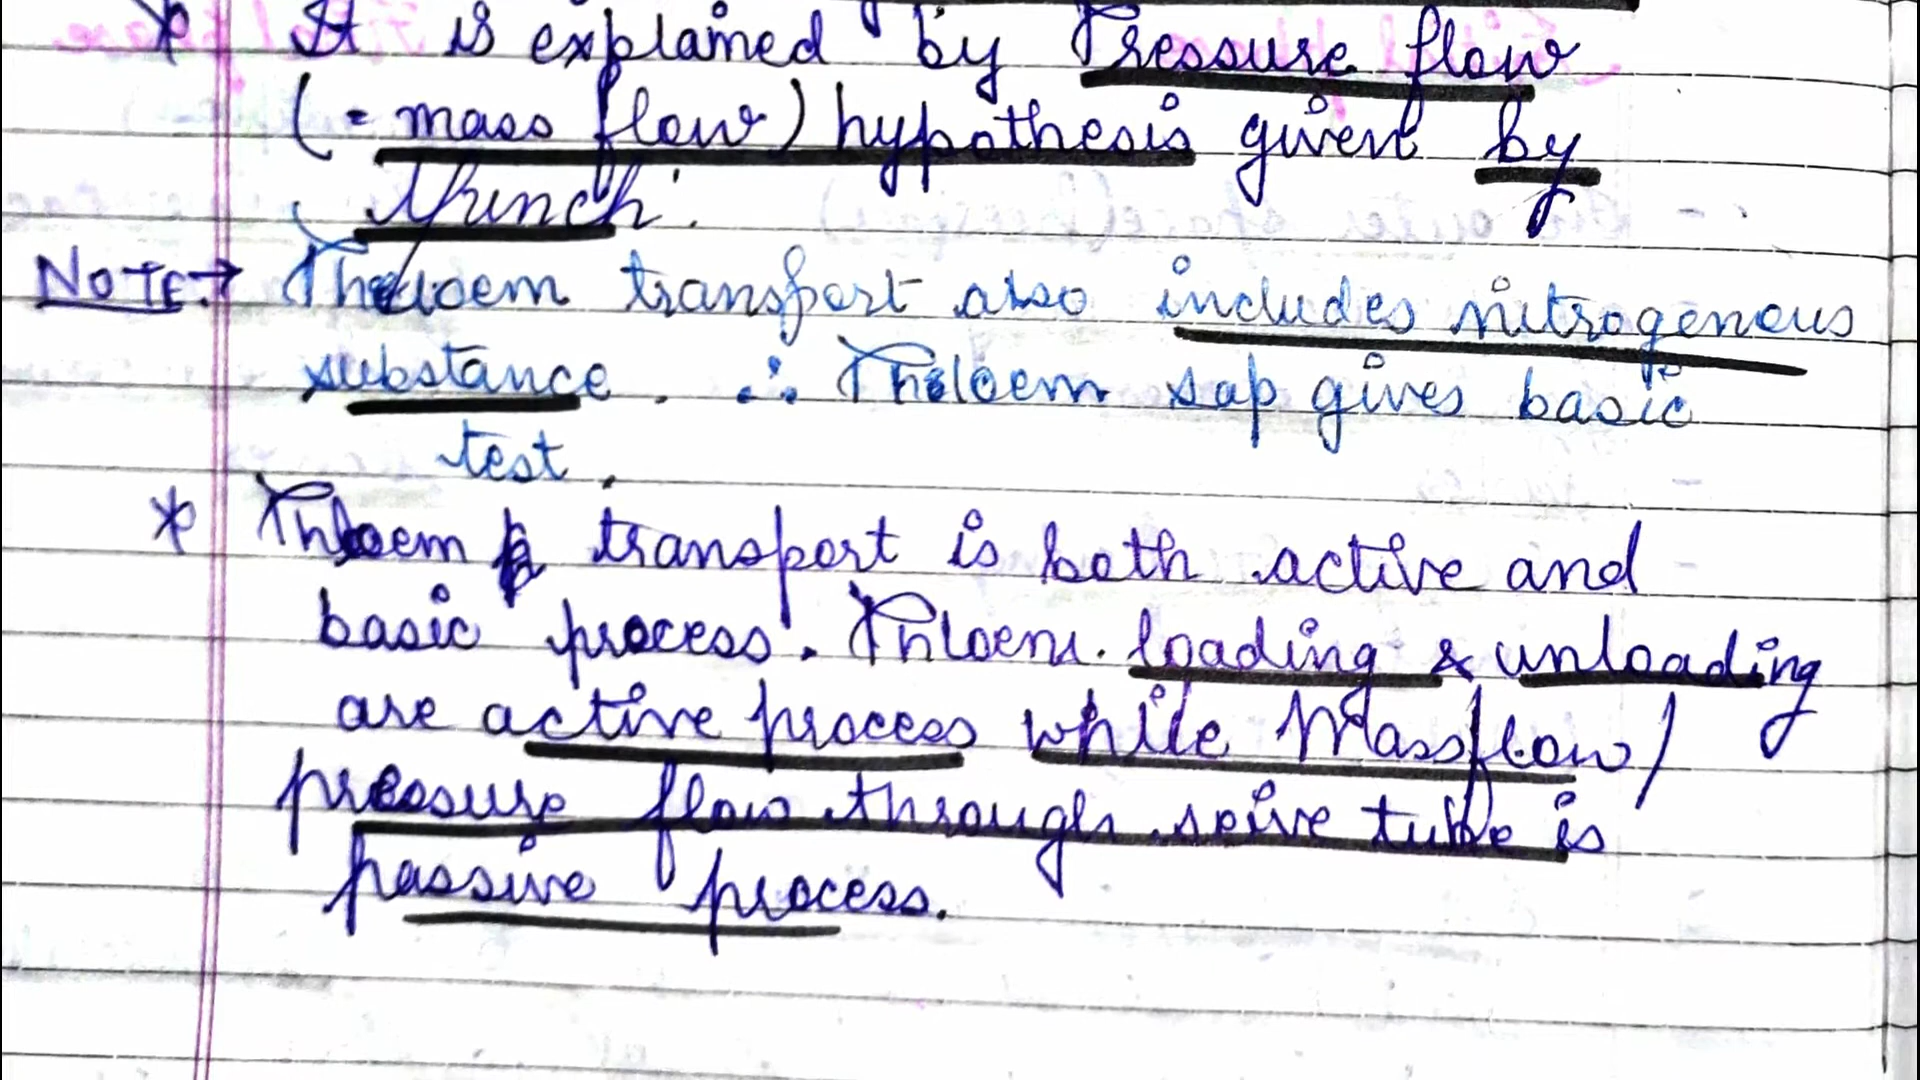 * It is explained by Pressure flow
(= mass flow) hypothesis given by
Munch.
NOTE→ Phloem transport also includes nitrogenous
substance. ∴ Phloem sap gives basic
test.
* Phloem transport is both active and
basic process. Phloem. loading & unloading
are active process while Massflow/
pressure flow through seive tube is
passive process.